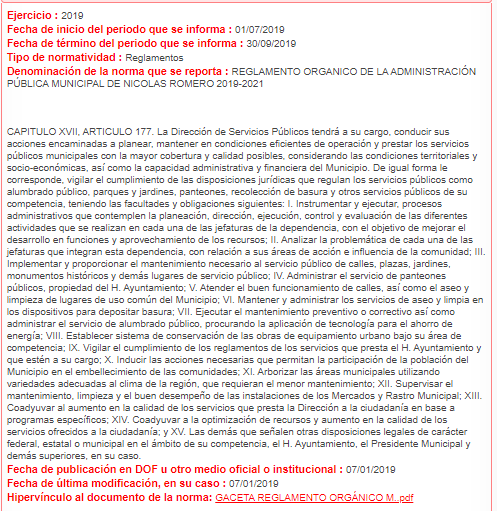 Ejercicio : 2019
Fecha de inicio del periodo que se informa : 01/07/2019
Fecha de término del periodo que se informa : 30/09/2019
Tipo de normatividad : Reglamentos
Denominación de la norma que se reporta : REGLAMENTO ORGANICO DE LA ADMINISTRACIÓN
PÚBLICA MUNICIPAL DE NICOLAS ROMERO 2019-2021
CAPITULO XVII, ARTICULO 177. La Dirección de Servicios Públicos tendrá a su cargo, conducir sus
acciones encaminadas a planear, mantener en condiciones eficientes de operación y prestar los servicios
públicos municipales con la mayor cobertura y calidad posibles, considerando las condiciones territoriales y
socio-económicas, así como la capacidad administrativa y financiera del Municipio. De igual forma le
corresponde, vigilar el cumplimiento de las disposiciones jurídicas que regulan los servicios públicos como
alumbrado público, parques y jardines, panteones, recolección de basura y otros servicios públicos de su
competencia, teniendo las facultades y obligaciones siguientes: I. Instrumentar y ejecutar, procesos
administrativos que contemplen la planeación, dirección, ejecución, control y evaluación de las diferentes
actividades que se realizan en cada una de las jefaturas de la dependencia, con el objetivo de mejorar el
desarrollo en funciones y aprovechamiento de los recursos; II. Analizar la problemática de cada una de las
jefaturas que integran esta dependencia, con relación a sus áreas de acción e influencia de la comunidad; III.
Implementar y proporcionar el mantenimiento necesario al servicio público de calles, plazas, jardines,
monumentos históricos y demás lugares de servicio público; IV. Administrar el servicio de panteones
públicos, propiedad del H. Ayuntamiento; V. Atender el buen funcionamiento de calles, así como el aseo y
limpieza de lugares de uso común del Municipio; VI. Mantener y administrar los servicios de aseo y limpia en
los dispositivos para depositar basura; VII. Ejecutar el mantenimiento preventivo o correctivo así como
administrar el servicio de alumbrado público, procurando la aplicación de tecnología para el ahorro de
energía; VIII. Establecer sistema de conservación de las obras de equipamiento urbano bajo su área de
competencia; IX. Vigilar el cumplimiento de los reglamentos de los servicios que presta el H. Ayuntamiento y
que estén a su cargo; X. Inducir las acciones necesarias que permitan la participación de la población del
Municipio en el embellecimiento de las comunidades; XI. Arborizar las áreas municipales utilizando
variedades adecuadas al clima de la región, que requieran el menor mantenimiento; XII. Supervisar el
mantenimiento, limpieza y el buen desempeño de las instalaciones de los Mercados y Rastro Municipal; XIII.
Coadyuvar al aumento en la calidad de los servicios que presta la Dirección a la ciudadanía en base a
programas específicos; XIV. Coadyuvar a la optimización de recursos y aumento en la calidad de los
servicios ofrecidos a la ciudadanía; y XV. Las demás que señalen otras disposiciones legales de carácter
federal, estatal o municipal en el ámbito de su competencia, el H. Ayuntamiento, el Presidente Municipal y
demás superiores, en su caso.
Fecha de publicación en DOF u otro medio oficial o institucional : 07/01/2019
Fecha de última modificación, en su caso : 07/01/2019
Hipervínculo al documento de la norma: GACETA REGLAMENTO ORGÁNICO M..pdf